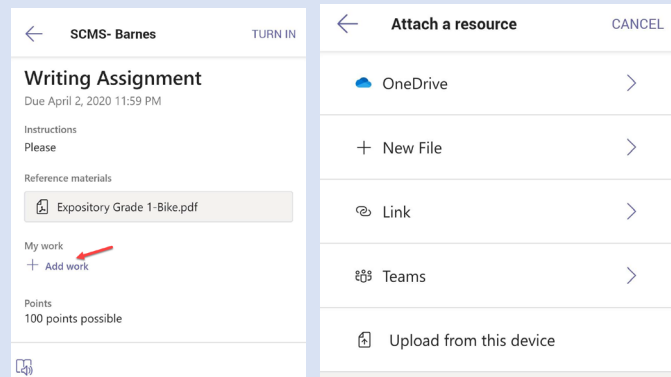 SCMS- Barnes
TURN IN
Writing Assignment
Due April 2, 2020 11:59 PM
Instructions
Please
Reference materials
Expository Grade 1-Bike.pdf
My work
+ Add work
Points
100 points possible
Attach a resource
CANCEL
OneDrive
+ New File
Link
Teams
Upload from this device